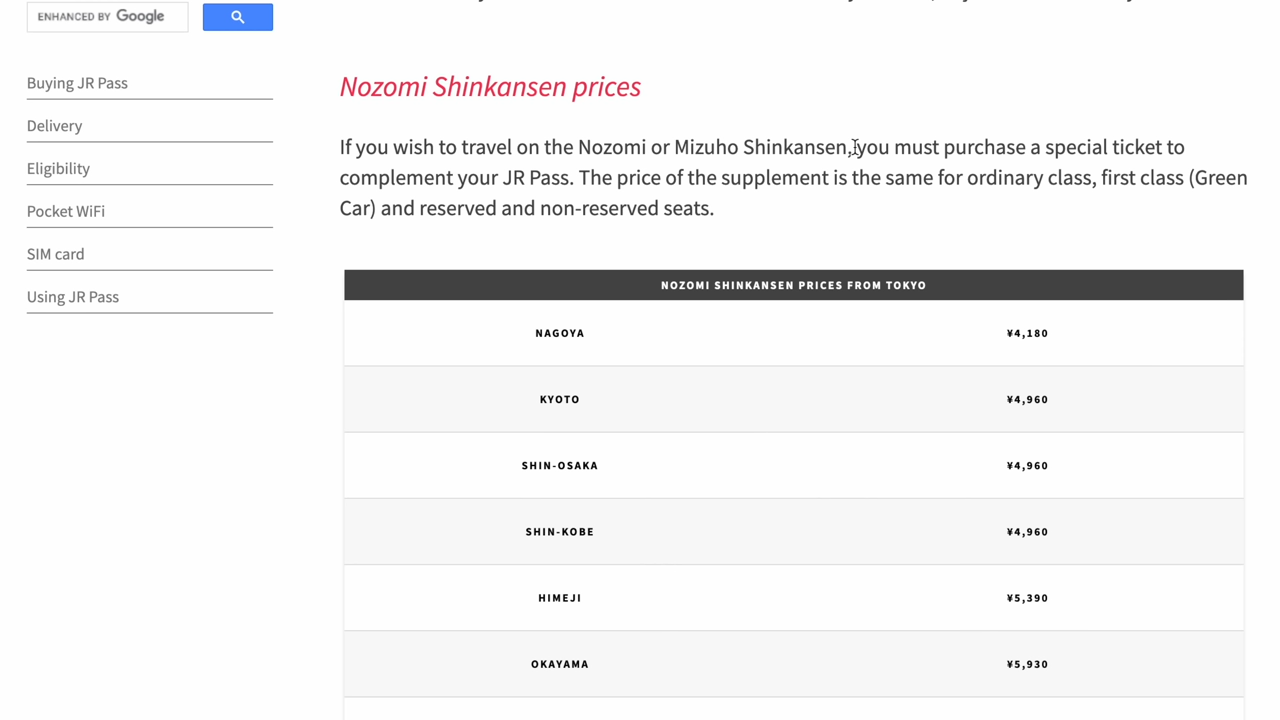 ENHANCED BY Google
Buying JR Pass
Delivery
Eligibility
Pocket WiFi
SIM card
Using JR Pass
Nozomi Shinkansen prices
If you wish to travel on the Nozomi or Mizuho Shinkansen, you must purchase a special ticket to
complement your JR Pass. The price of the supplement is the same for ordinary class, first class (Green
Car) and reserved and non-reserved seats.
NOZOMI SHINKANSEN PRICES FROM TOKYO
NAGOYA ¥4,180
KYOTO ¥4,960
SHIN-OSAKA ¥4,960
SHIN-KOBE ¥4,960
HIMEJI ¥5,390
OKAYAMA ¥5,930